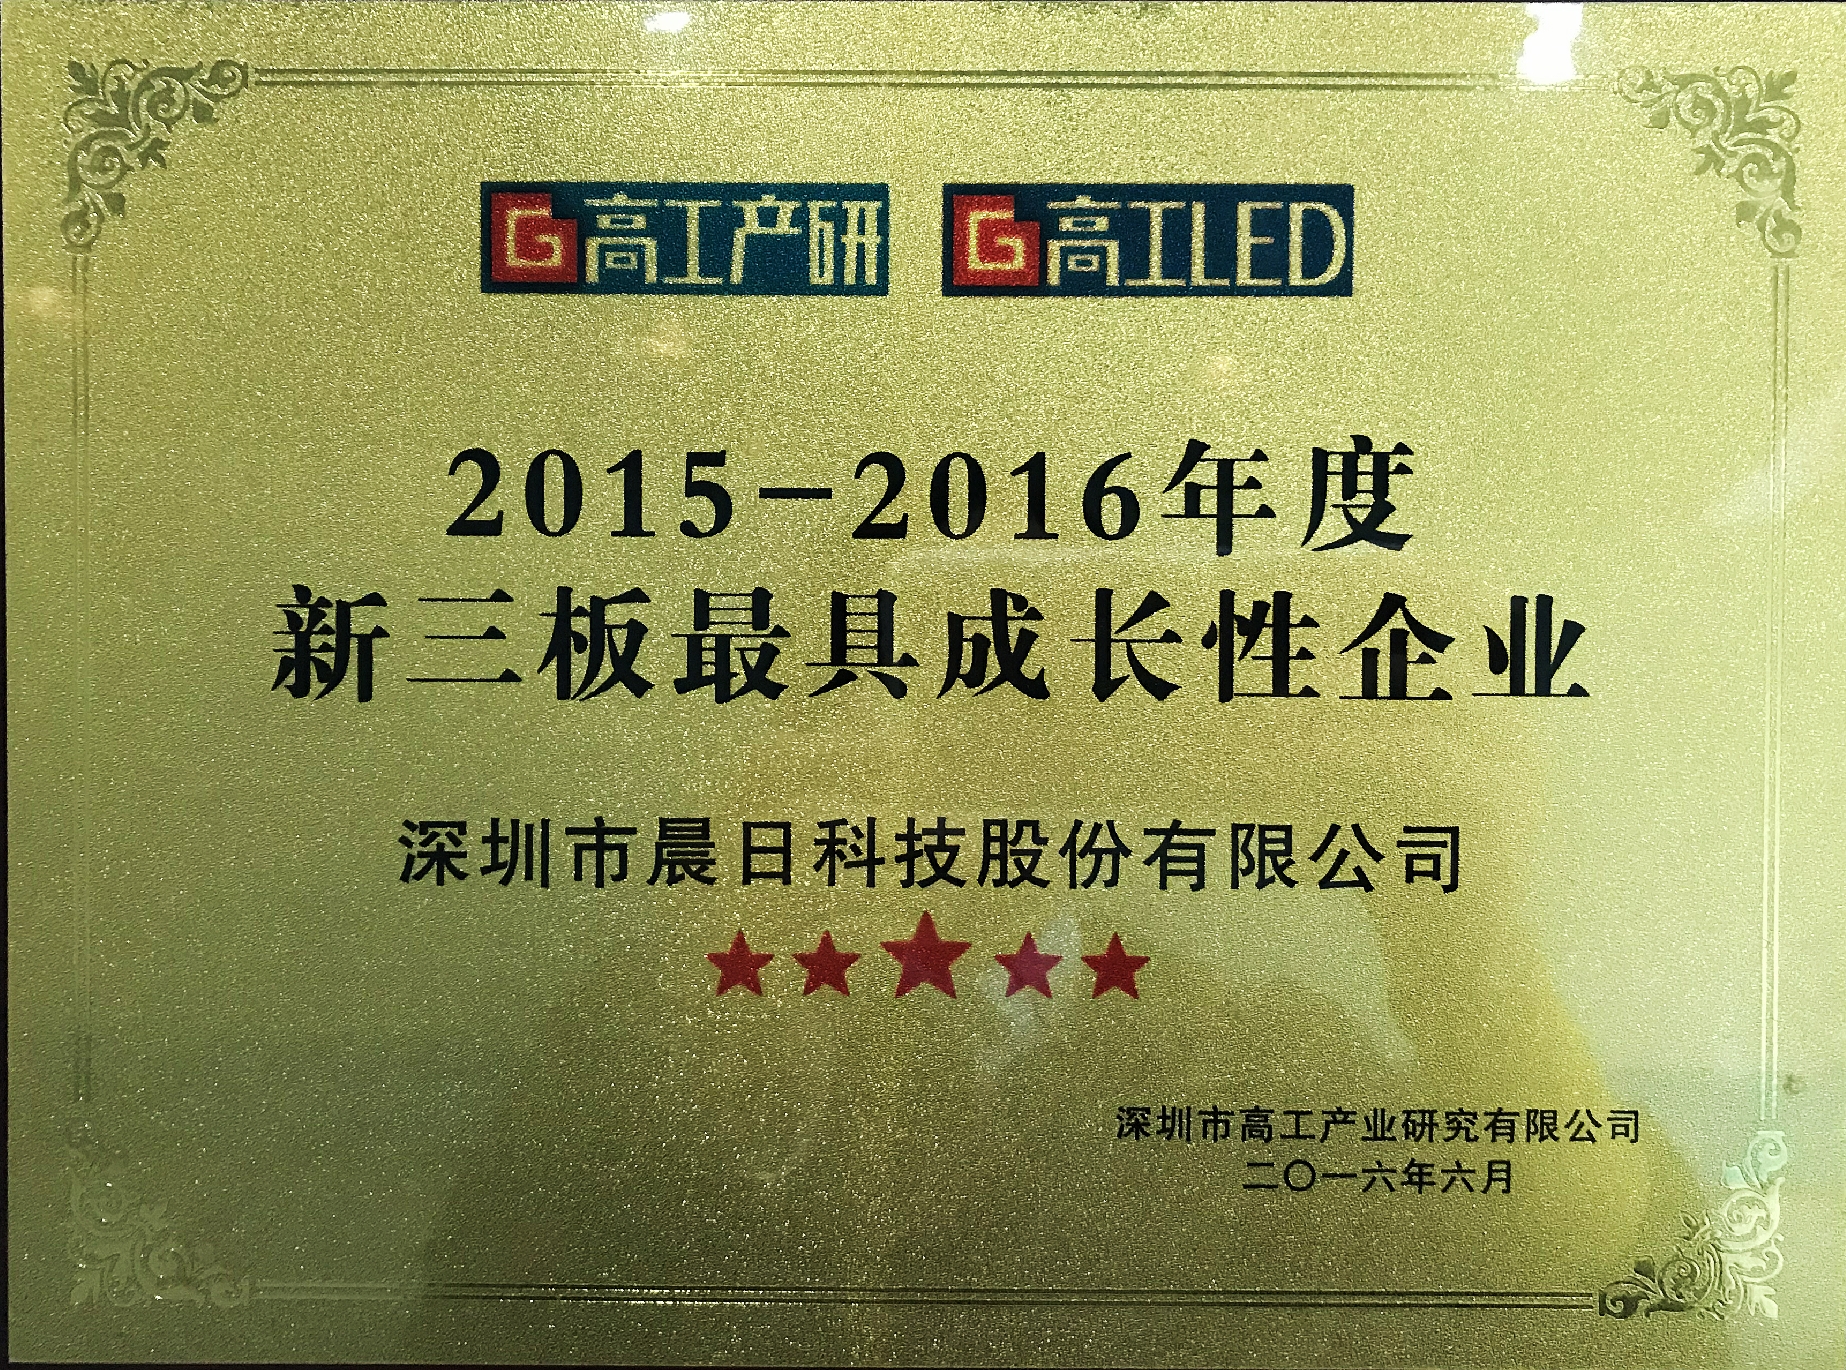 G高工产研 G高工LED
2015-2016年度
新三板最具成长性企业
深圳市晨日科技股份有限公司
深圳市高工产业研究有限公司
二〇一六年六月